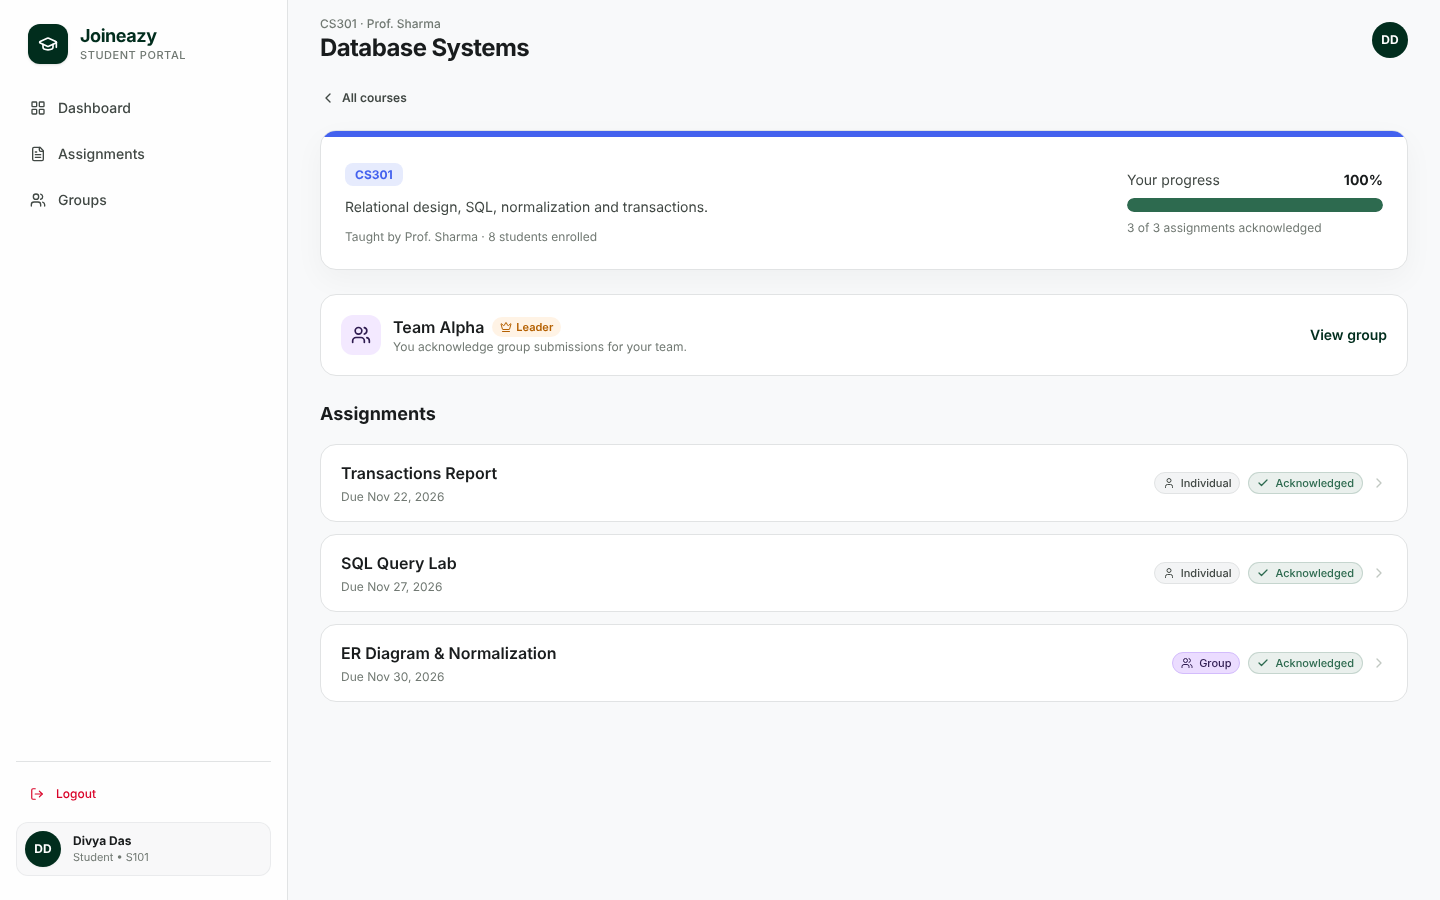 Joineazy
STUDENT PORTAL
Dashboard
Assignments
Groups
Logout
DD
Divya Das
Student • S101
CS301 · Prof. Sharma
Database Systems
DD
All courses
CS301
Relational design, SQL, normalization and transactions.
Taught by Prof. Sharma · 8 students enrolled
Your progress 100%
3 of 3 assignments acknowledged
Team Alpha Leader
You acknowledge group submissions for your team.
View group
Assignments
Transactions Report
Due Nov 22, 2026
Individual Acknowledged
SQL Query Lab
Due Nov 27, 2026
Individual Acknowledged
ER Diagram & Normalization
Due Nov 30, 2026
Group Acknowledged